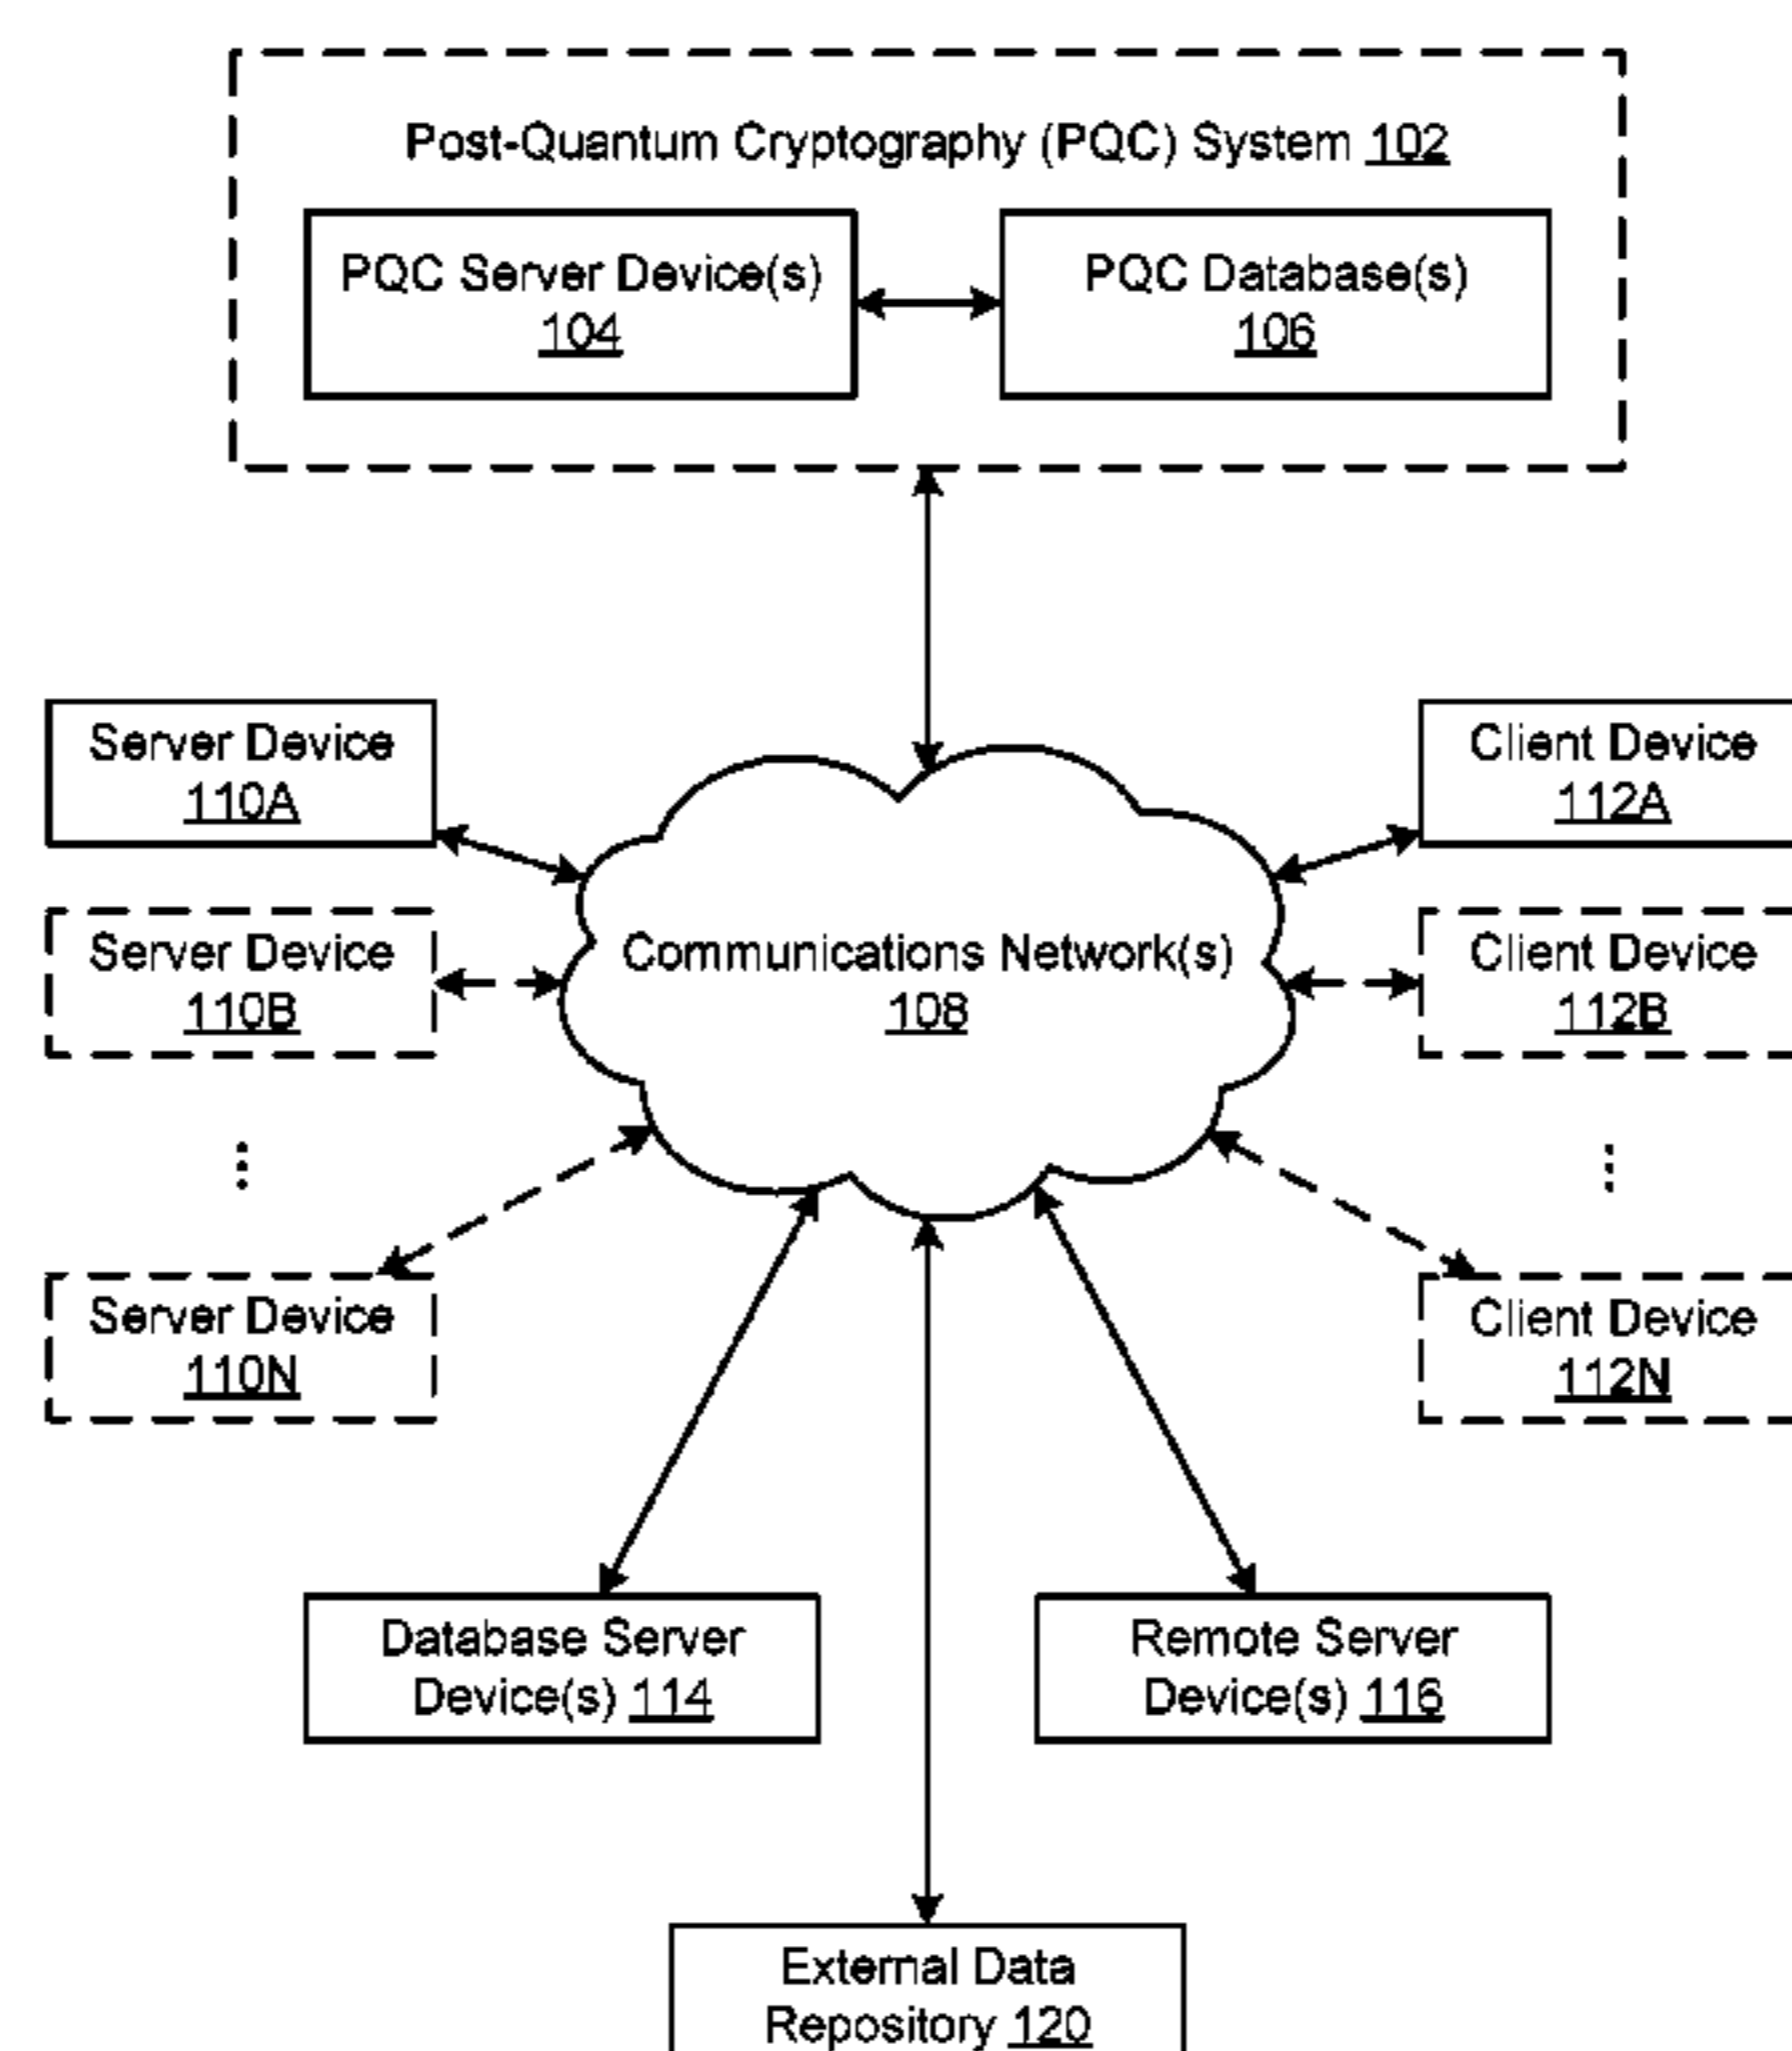 Post-Quantum Cryptography (PQC) System 102
PQC Server Device(s)
104
PQC Database(s)
106
Server Device
110A
Client Device
112A
Server Device
110B
Communications Network(s)
108
Client Device
112B
Server Device
110N
Client Device
112N
Database Server
Device(s) 114
Remote Server
Device(s) 116
External Data
Repository 120